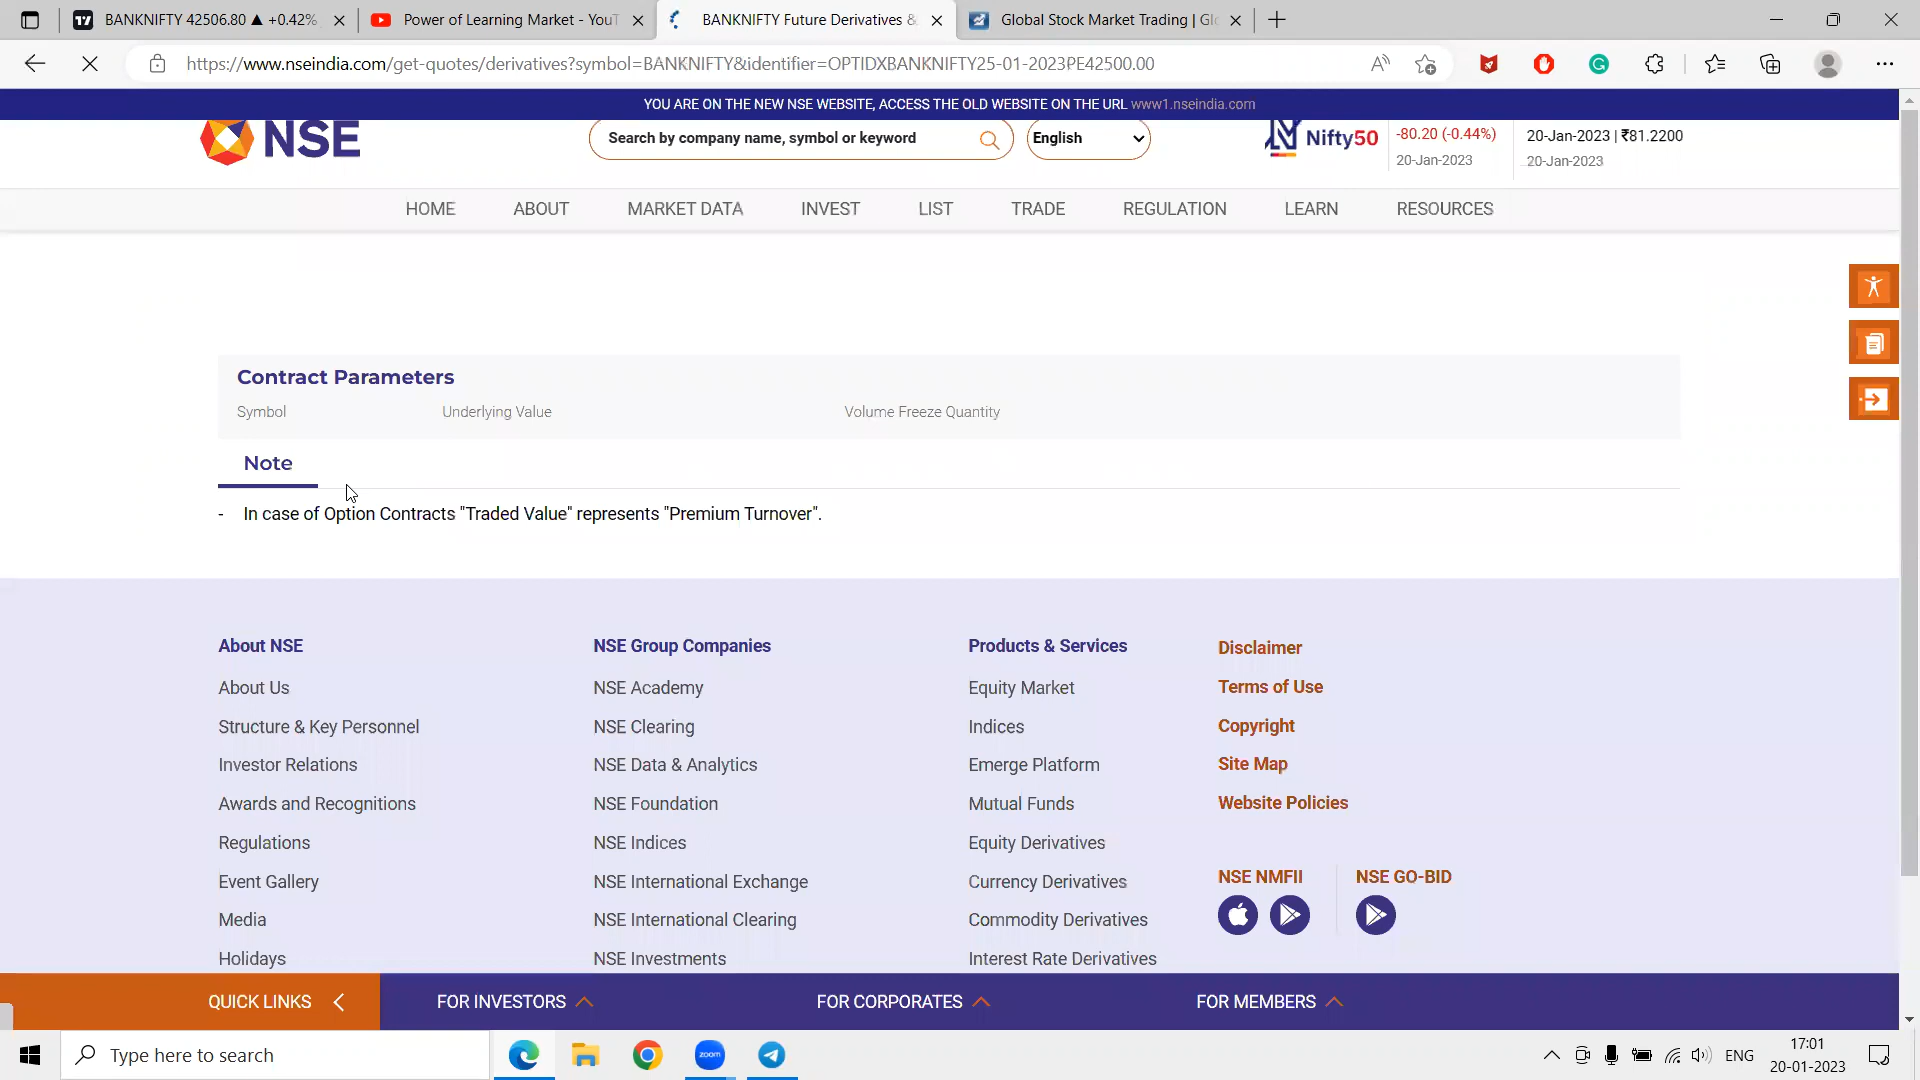 BANKNIFTY 42506.80 ▲ +0.42%
Power of Learning Market - YouT
BANKNIFTY Future Derivatives &
Global Stock Market Trading | Gl
https://www.nseindia.com/get-quotes/derivatives?symbol=BANKNIFTY&identifier=OPTIDXBANKNIFTY25-01-2023PE42500.00
YOU ARE ON THE NEW NSE WEBSITE, ACCESS THE OLD WEBSITE ON THE URL www1.nseindia.com
NSE
Search by company name, symbol or keyword
English
Nifty50
-80.20 (-0.44%)
20-Jan-2023
20-Jan-2023 | ₹81.2200
20-Jan-2023
HOME ABOUT MARKET DATA INVEST LIST TRADE REGULATION LEARN RESOURCES
Contract Parameters
Symbol Underlying Value Volume Freeze Quantity
Note
- In case of Option Contracts "Traded Value" represents "Premium Turnover".
About NSE
About Us
Structure & Key Personnel
Investor Relations
Awards and Recognitions
Regulations
Event Gallery
Media
Holidays
NSE Group Companies
NSE Academy
NSE Clearing
NSE Data & Analytics
NSE Foundation
NSE Indices
NSE International Exchange
NSE International Clearing
NSE Investments
Products & Services
Equity Market
Indices
Emerge Platform
Mutual Funds
Equity Derivatives
Currency Derivatives
Commodity Derivatives
Interest Rate Derivatives
Disclaimer
Terms of Use
Copyright
Site Map
Website Policies
NSE NMFII
NSE GO-BID
QUICK LINKS
FOR INVESTORS
FOR CORPORATES
FOR MEMBERS
Type here to search
zoom
ENG
17:01
20-01-2023